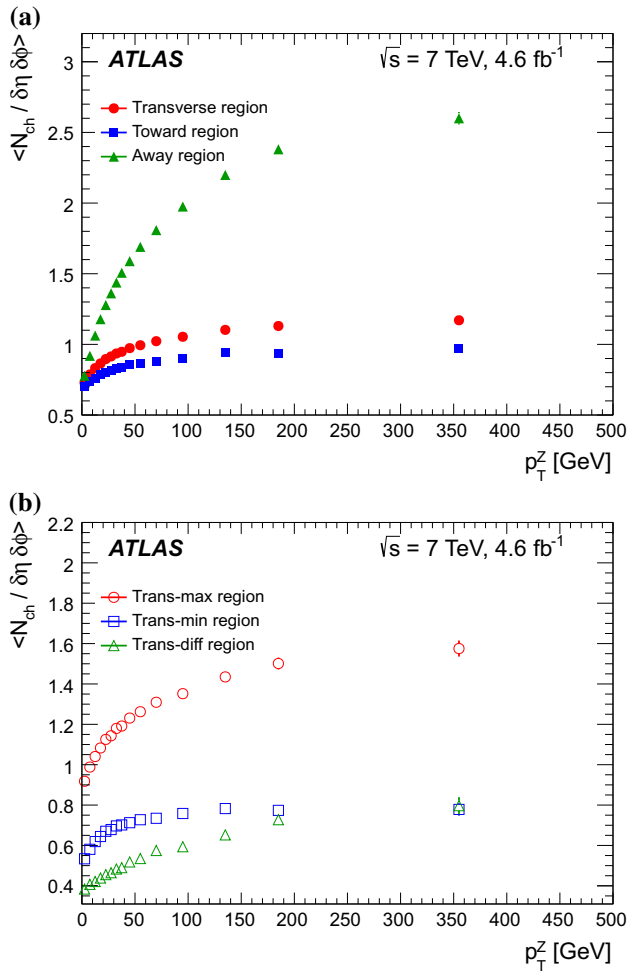 (a)
ATLAS √s = 7 TeV, 4.6 fb⁻¹
<N_ch / δη δϕ>
3
2.5
2
1.5
1
0.5
Transverse region
Toward region
Away region
0 50 100 150 200 250 300 350 400 450 500
p_T^Z [GeV]
(b)
ATLAS √s = 7 TeV, 4.6 fb⁻¹
<N_ch / δη δϕ>
2.2
2
1.8
1.6
1.4
1.2
1
0.8
0.6
0.4
Trans-max region
Trans-min region
Trans-diff region
0 50 100 150 200 250 300 350 400 450 500
p_T^Z [GeV]